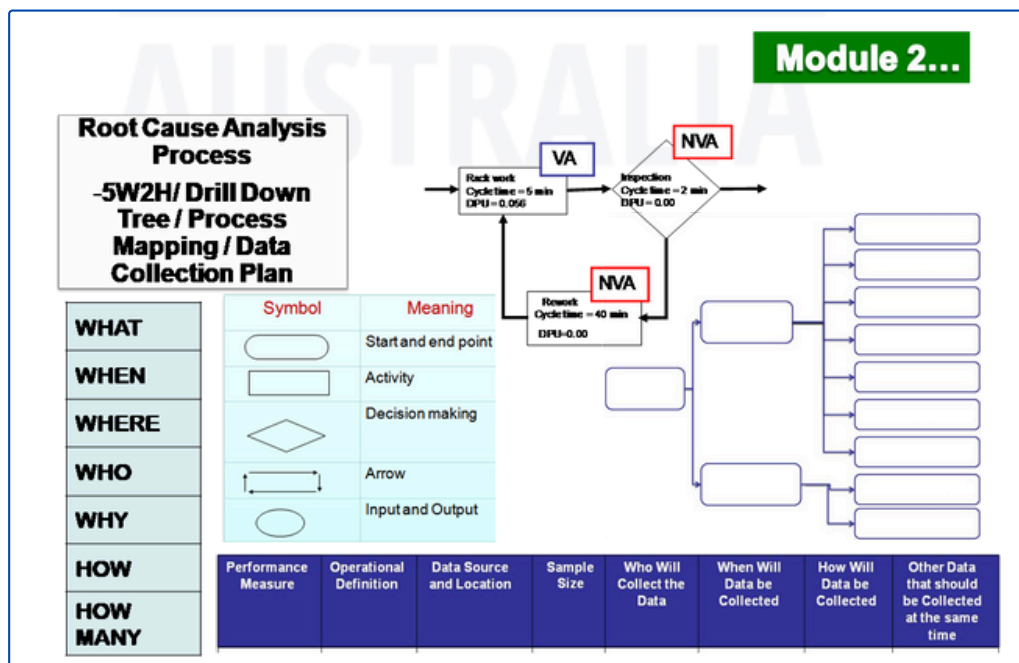 AUSTRALIA
Module 2...
Root Cause Analysis
Process
-5W2H/ Drill Down
Tree / Process
Mapping / Data
Collection Plan
VA
Rack work
Cycle time = 5 min
DPU = 0.056
NVA
Inspection
Cycle time = 2 min
DPU = 0.00
NVA
Rework
Cycle time = 40 min
DPU=0.00
WHAT
WHEN
WHERE
WHO
WHY
HOW
HOW
MANY
Symbol Meaning
Start and end point
Activity
Decision making
Arrow
Input and Output
Performance
Measure
Operational
Definition
Data Source
and Location
Sample
Size
Who Will
Collect the
Data
When Will
Data be
Collected
How Will
Data be
Collected
Other Data
that should
be Collected
at the same
time